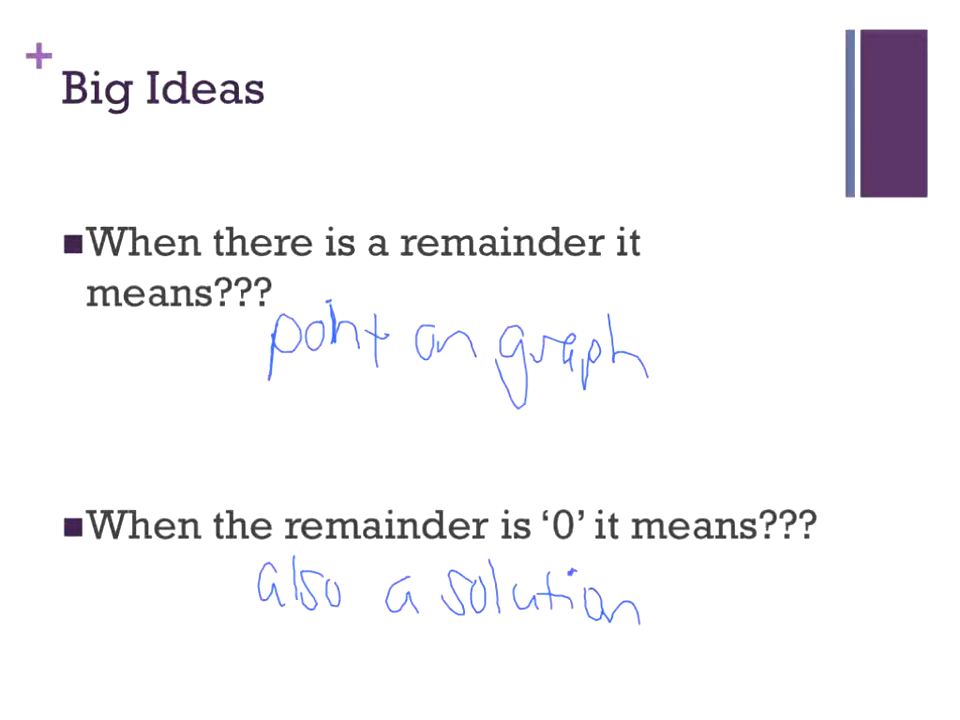 +
Big Ideas
■When there is a remainder it
means???
point on graph
■When the remainder is ‘0’ it means???
also a solution